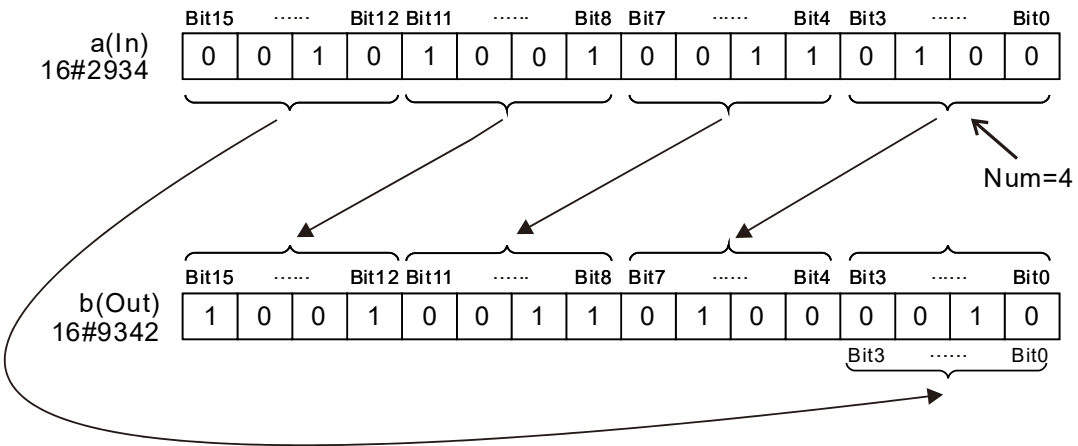 Bit15 ...... Bit12 Bit11 ...... Bit8 Bit7 ...... Bit4 Bit3 ...... Bit0
a(In)
16#2934
0 0 1 0 1 0 0 1 0 0 1 1 0 1 0 0
Num=4
Bit15 ...... Bit12 Bit11 ...... Bit8 Bit7 ...... Bit4 Bit3 ...... Bit0
b(Out)
16#9342
1 0 0 1 0 0 1 1 0 1 0 0 0 0 1 0
Bit3 ...... Bit0